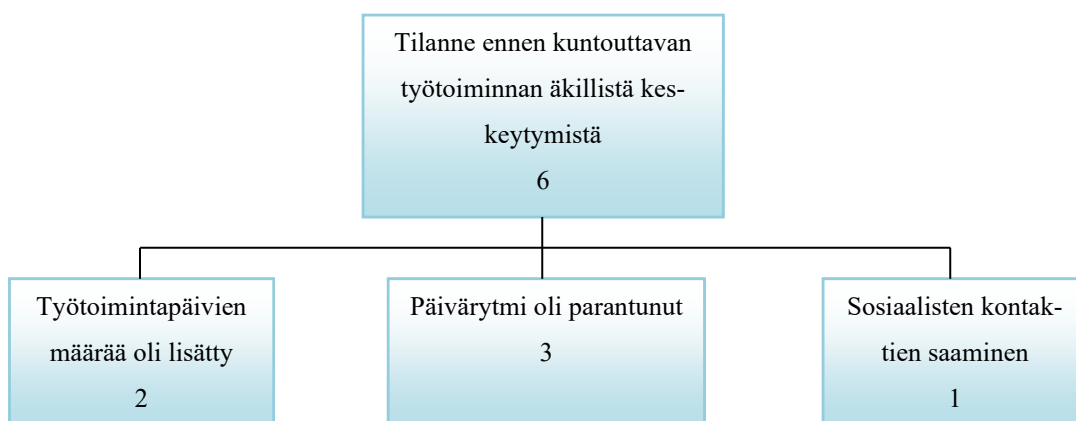 Tilanne ennen kuntouttavan
työtoiminnan äkillistä kes-
keytymistä
6
Työtoimintapäivien
määrää oli lisätty
2
Päivärytmi oli parantunut
3
Sosiaalisten kontak-
tien saaminen
1